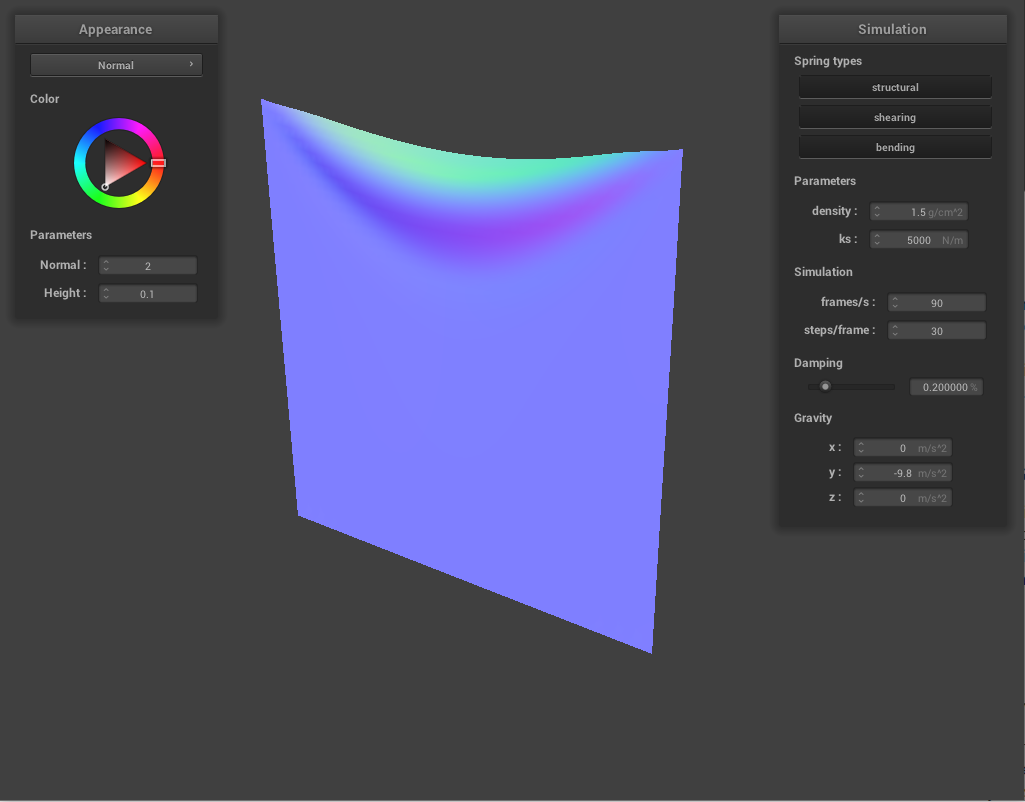 Appearance
Normal
Color
Parameters
Normal : 2
Height : 0.1
Simulation
Spring types
structural
shearing
bending
Parameters
density : 1.5 g/cm^2
ks : 5000 N/m
Simulation
frames/s : 90
steps/frame : 30
Damping
0.200000 %
Gravity
x : 0 m/s^2
y : -9.8 m/s^2
z : 0 m/s^2